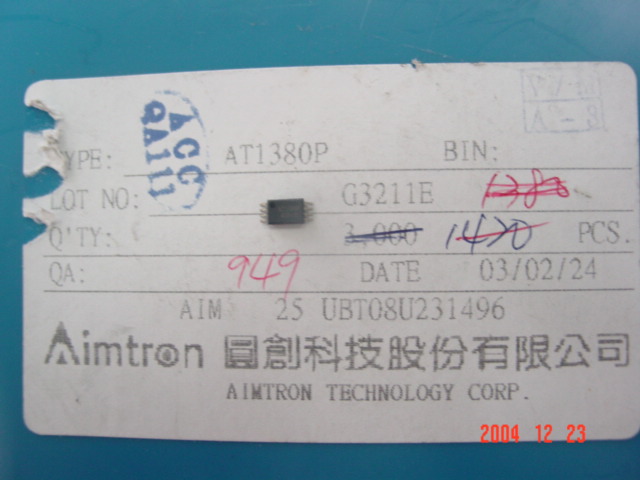 TYPE: AT1380P BIN:
ACC
QA111
LOT NO: G3211E 1380
Q'TY: 3,000 1470 PCS.
QA: 949 DATE 03/02/24
AIM 25 UBT08U231496
Aimtron 圓創科技股份有限公司
AIMTRON TECHNOLOGY CORP.
2004 12 23